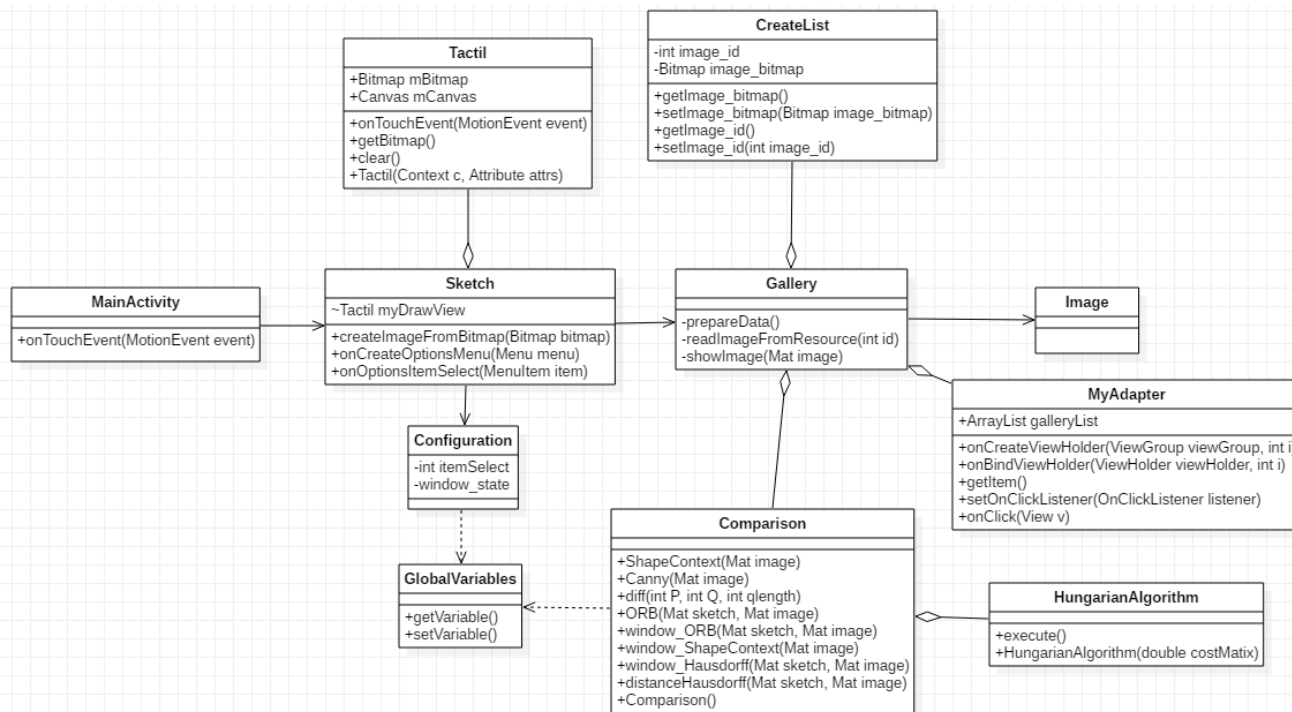 CreateList
-int image_id
-Bitmap image_bitmap
+getImage_bitmap()
+setImage_bitmap(Bitmap image_bitmap)
+getImage_id()
+setImage_id(int image_id)
Tactil
+Bitmap mBitmap
+Canvas mCanvas
+onTouchEvent(MotionEvent event)
+getBitmap()
+clear()
+Tactil(Context c, Attribute attrs)
MainActivity
+onTouchEvent(MotionEvent event)
Sketch
~Tactil myDrawView
+createImageFromBitmap(Bitmap bitmap)
+onCreateOptionsMenu(Menu menu)
+onOptionsItemSelect(MenuItem item)
Gallery
-prepareData()
-readImageFromResource(int id)
-showImage(Mat image)
Image
MyAdapter
+ArrayList galleryList
+onCreateViewHolder(ViewGroup viewGroup, int i
+onBindViewHolder(ViewHolder viewHolder, int i)
+getItem()
+setOnClickListener(OnClickListener listener)
+onClick(View v)
Configuration
-int itemSelect
-window_state
GlobalVariables
+getVariable()
+setVariable()
Comparison
+ShapeContext(Mat image)
+Canny(Mat image)
+diff(int P, int Q, int qlength)
+ORB(Mat sketch, Mat image)
+window_ORB(Mat sketch, Mat image)
+window_ShapeContext(Mat image)
+window_Hausdorff(Mat sketch, Mat image)
+distanceHausdorff(Mat sketch, Mat image)
+Comparison()
HungarianAlgorithm
+execute()
+HungarianAlgorithm(double costMatix)